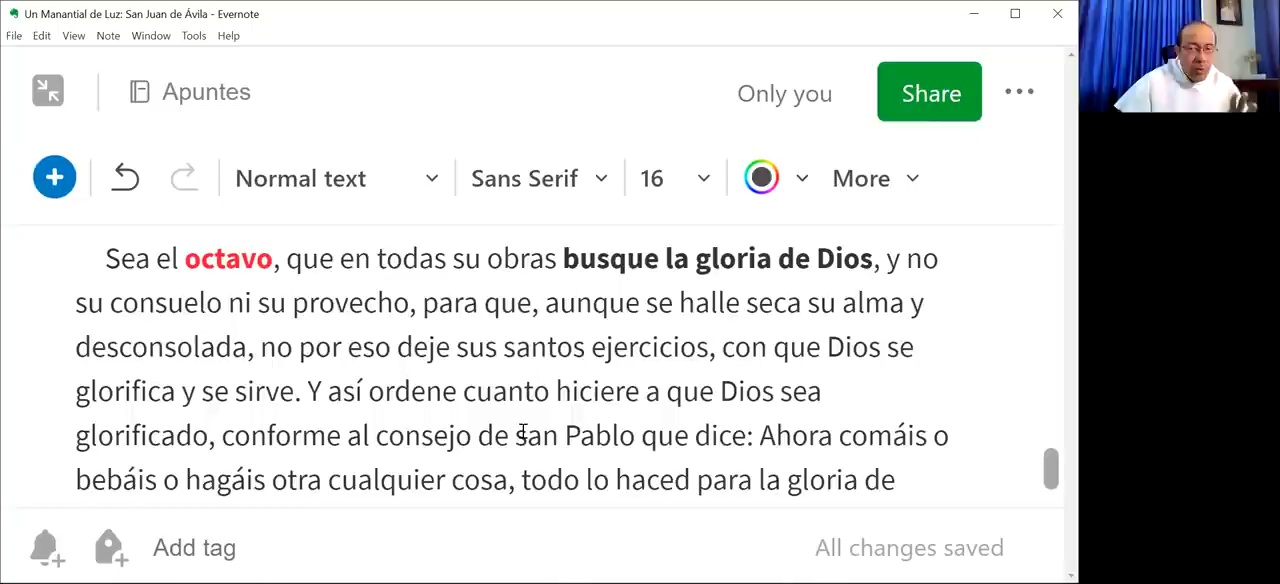 Un Manantial de Luz: San Juan de Ávila - Evernote
File Edit View Note Window Tools Help
Apuntes
Only you
Share
Normal text
Sans Serif
16
More
Sea el octavo, que en todas su obras busque la gloria de Dios, y no
su consuelo ni su provecho, para que, aunque se halle seca su alma y
desconsolada, no por eso deje sus santos ejercicios, con que Dios se
glorifica y se sirve. Y así ordene cuanto hiciere a que Dios sea
glorificado, conforme al consejo de san Pablo que dice: Ahora comáis o
bebáis o hagáis otra cualquier cosa, todo lo haced para la gloria de
Add tag
All changes saved